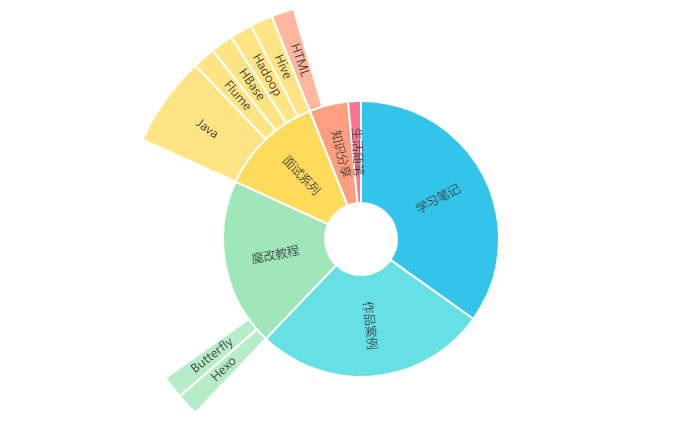 HTML
Hive
Hadoop
HBase
Flume
Java
生活随笔
知识分享
面试系列
学习笔记
魔改教程
作品案例
Butterfly
Hexo